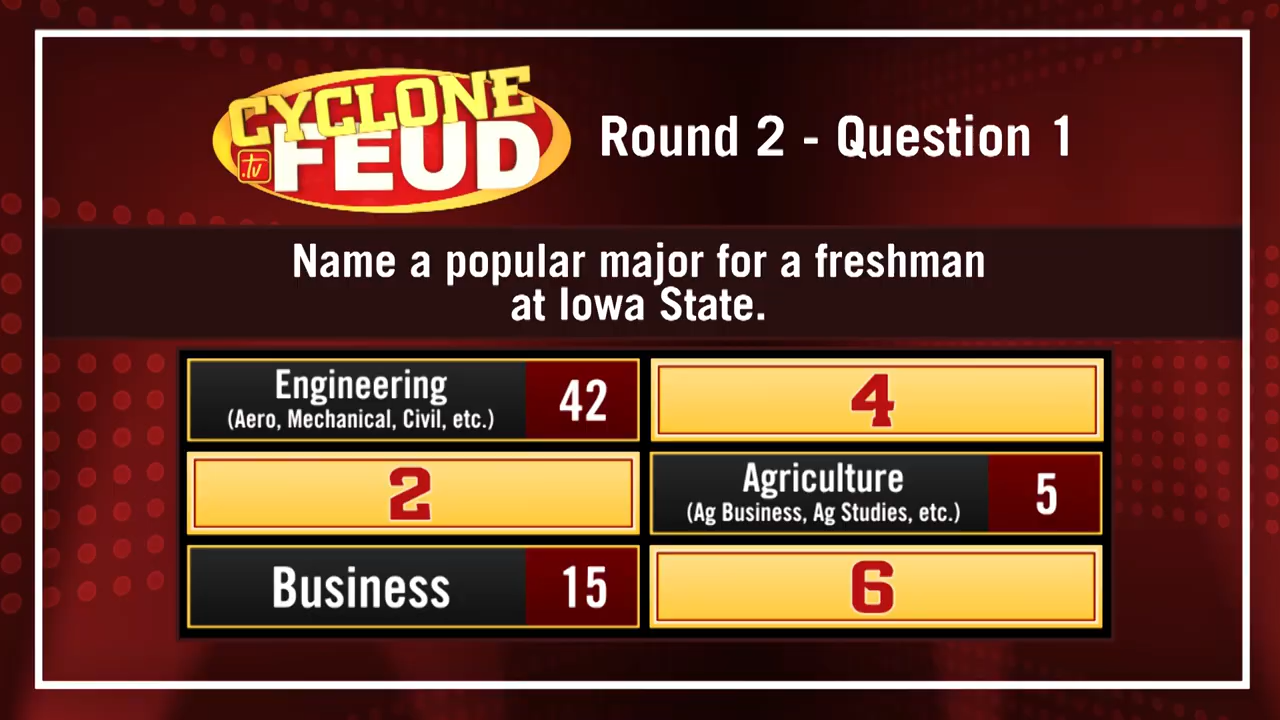 CYCLONE
.tv FEUD
Round 2 - Question 1
Name a popular major for a freshman
at Iowa State.
Engineering
(Aero, Mechanical, Civil, etc.)
42
2
Business
15
4
Agriculture
(Ag Business, Ag Studies, etc.)
5
6